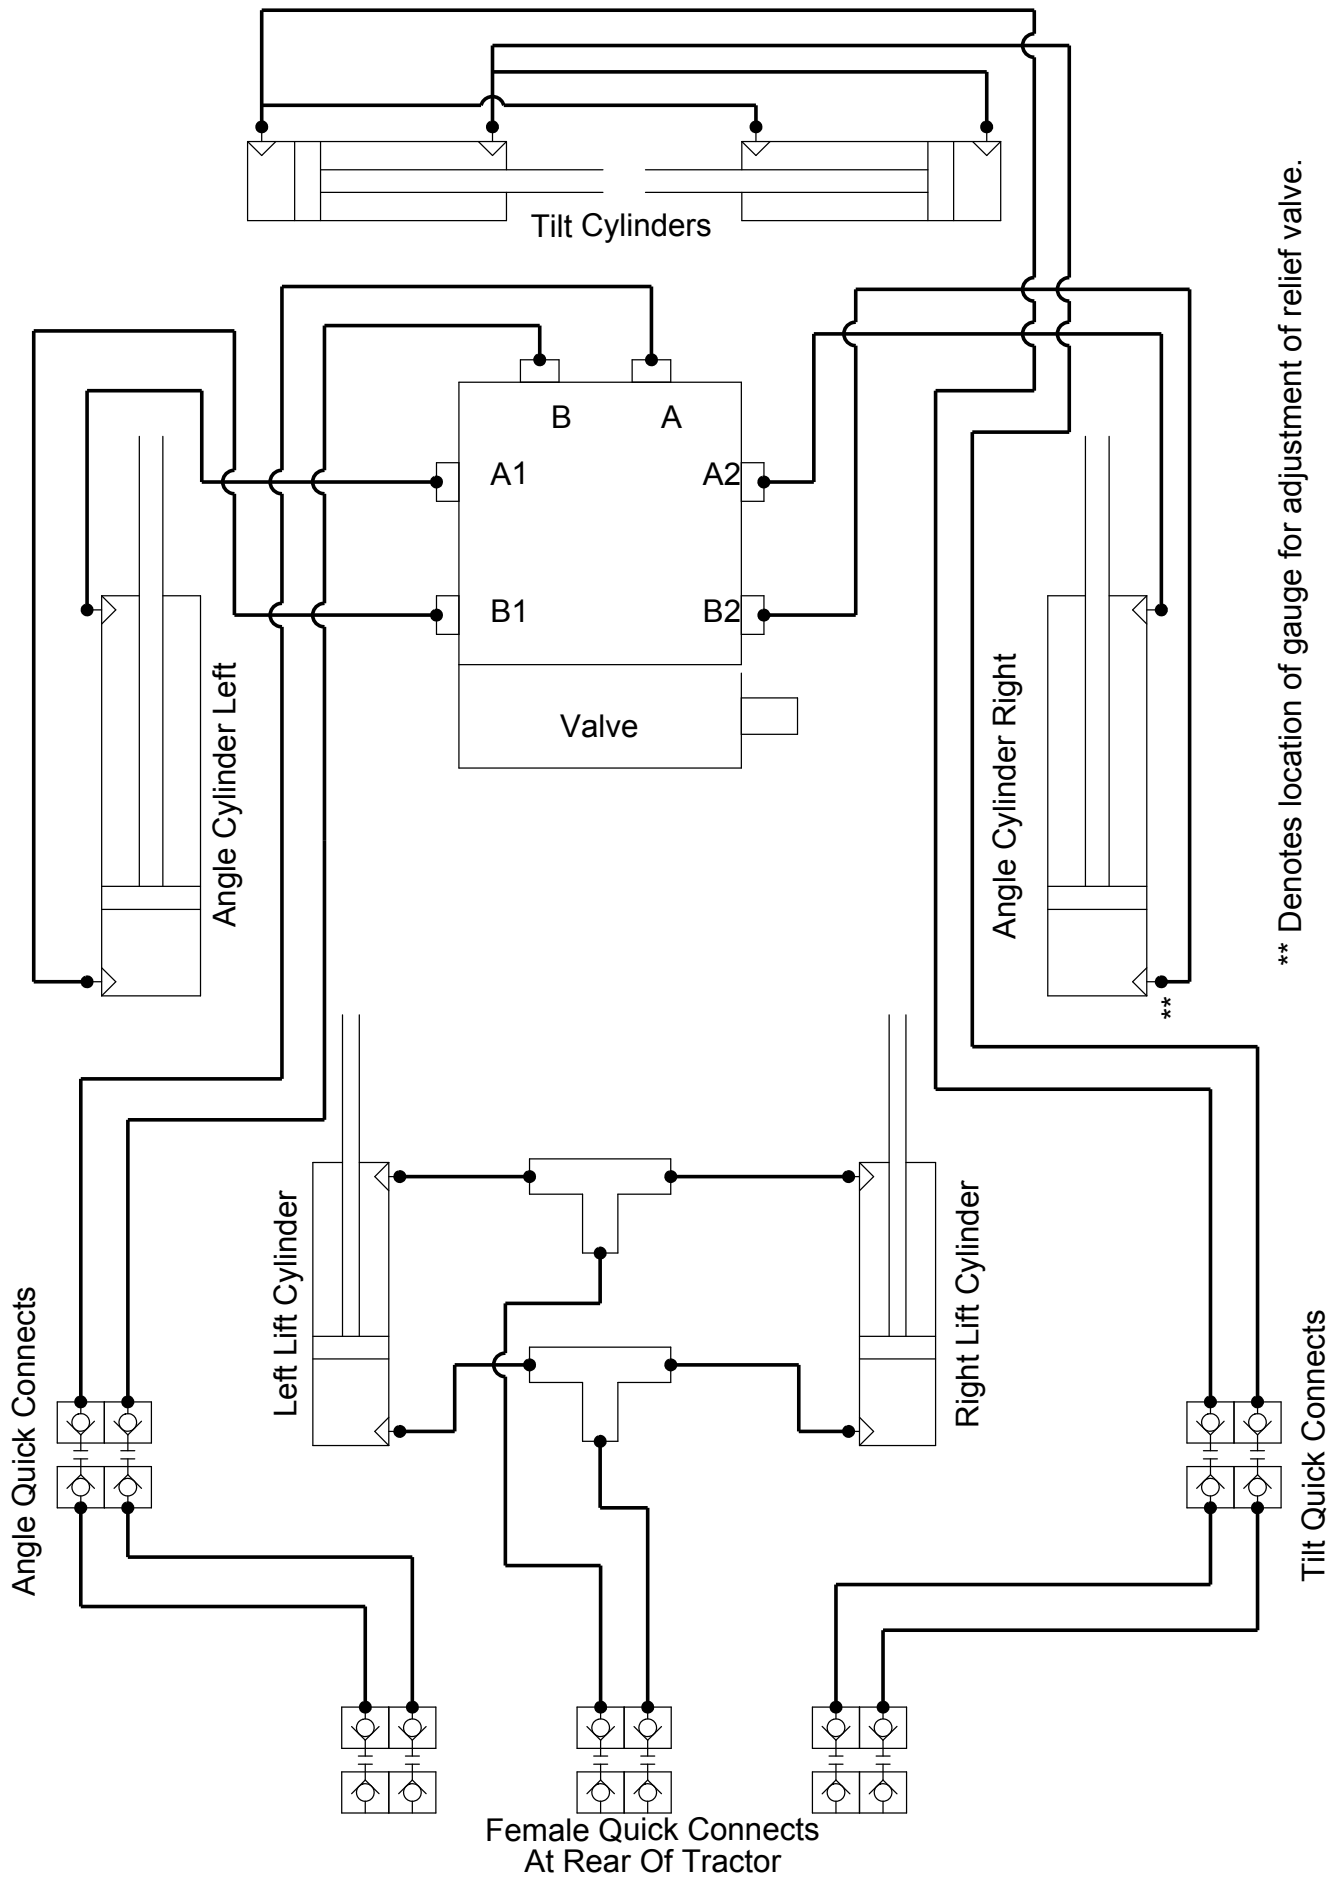 Tilt Cylinders
** Denotes location of gauge for adjustment of relief valve.
B
A
A1
A2
B1
B2
Valve
Angle Cylinder Left
Angle Cylinder Right
**
Left Lift Cylinder
Right Lift Cylinder
Angle Quick Connects
Tilt Quick Connects
Female Quick Connects
At Rear Of Tractor